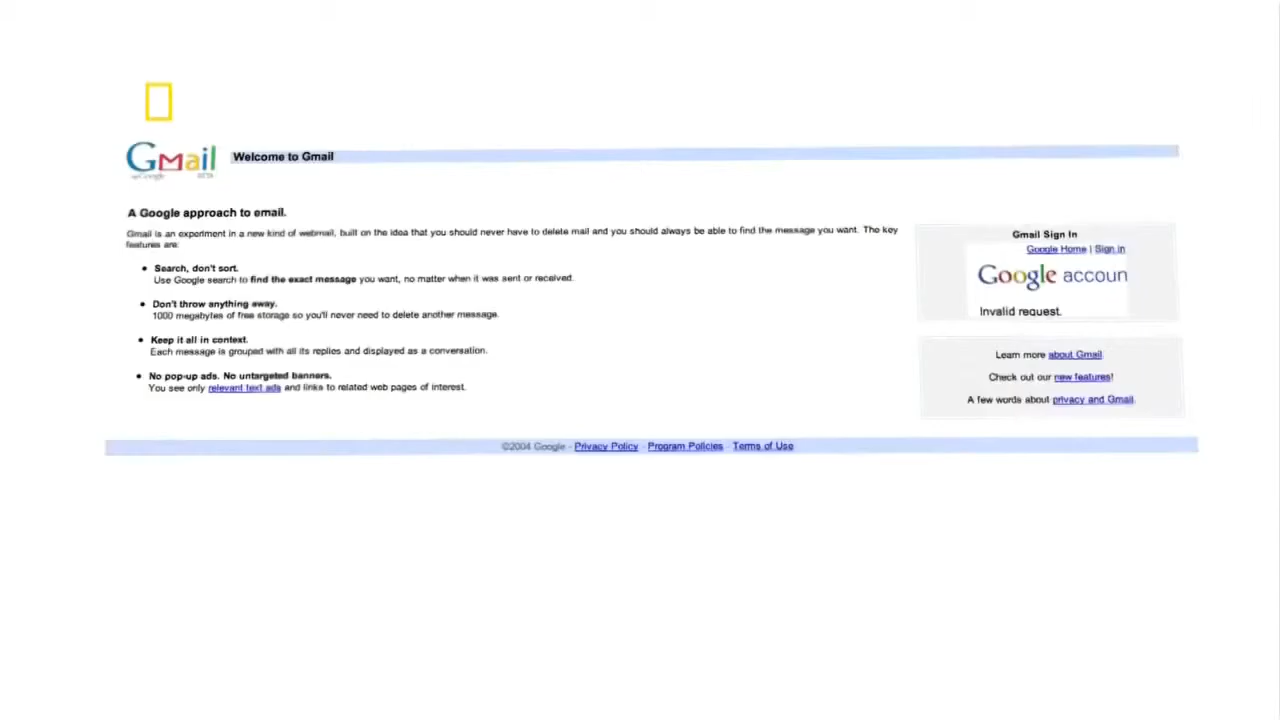 Gmail
by Google
BETA
Welcome to Gmail
A Google approach to email.
Gmail is an experiment in a new kind of webmail, built on the idea that you should never have to delete mail and you should always be able to find the message you want. The key
features are:
Search, don't sort.
Use Google search to find the exact message you want, no matter when it was sent or received.
Don't throw anything away.
1000 megabytes of free storage so you'll never need to delete another message.
Keep it all in context.
Each message is grouped with all its replies and displayed as a conversation.
No pop-up ads. No untargeted banners.
You see only relevant text ads and links to related web pages of interest.
Gmail Sign In
Google Home | Sign in
Google accoun
Invalid request.
Learn more about Gmail.
Check out our new features!
A few words about privacy and Gmail.
©2004 Google - Privacy Policy - Program Policies - Terms of Use